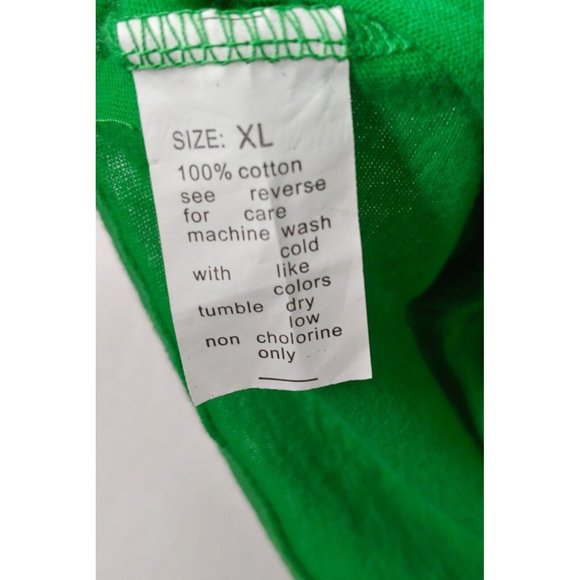 SIZE: XL
100% cotton
see reverse
for care
machine wash
cold
with like
colors
tumble dry
low
non cholorine
only